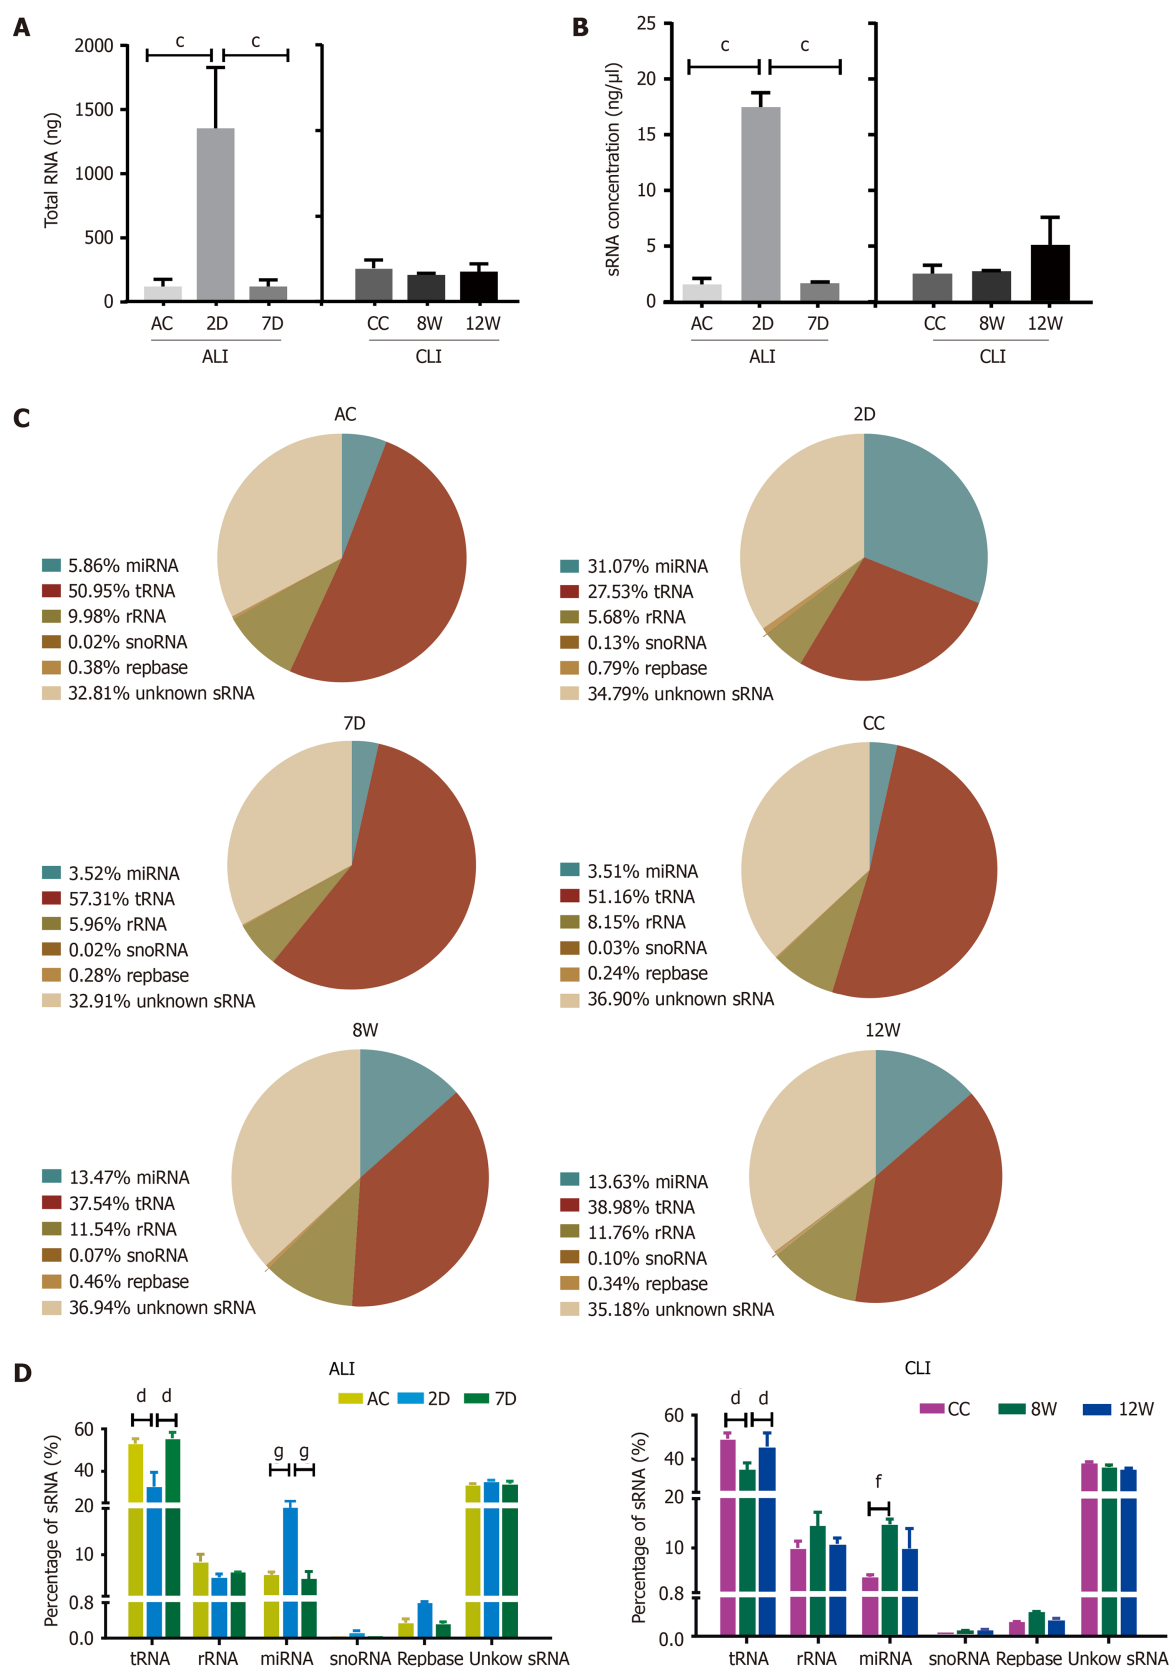 A
Total RNA (ng)
2000
1500
1000
500
0
c c
AC 2D 7D CC 8W 12W
ALI CLI
B
sRNA concentration (ng/µl)
25
20
15
10
5
0
c c
AC 2D 7D CC 8W 12W
ALI CLI
C
AC
5.86% miRNA
50.95% tRNA
9.98% rRNA
0.02% snoRNA
0.38% repbase
32.81% unknown sRNA
2D
31.07% miRNA
27.53% tRNA
5.68% rRNA
0.13% snoRNA
0.79% repbase
34.79% unknown sRNA
7D
3.52% miRNA
57.31% tRNA
5.96% rRNA
0.02% snoRNA
0.28% repbase
32.91% unknown sRNA
CC
3.51% miRNA
51.16% tRNA
8.15% rRNA
0.03% snoRNA
0.24% repbase
36.90% unknown sRNA
8W
13.47% miRNA
37.54% tRNA
11.54% rRNA
0.07% snoRNA
0.46% repbase
36.94% unknown sRNA
12W
13.63% miRNA
38.98% tRNA
11.76% rRNA
0.10% snoRNA
0.34% repbase
35.18% unknown sRNA
D
ALI
AC 2D 7D
d d
g g
Percentage of sRNA (%)
60
40
20
10
0.8
0.0
tRNA rRNA miRNA snoRNA Repbase Unkow sRNA
CLI
CC 8W 12W
d d
f
Percentage of sRNA (%)
60
40
20
10
0.8
0.0
tRNA rRNA miRNA snoRNA Repbase Unkow sRNA